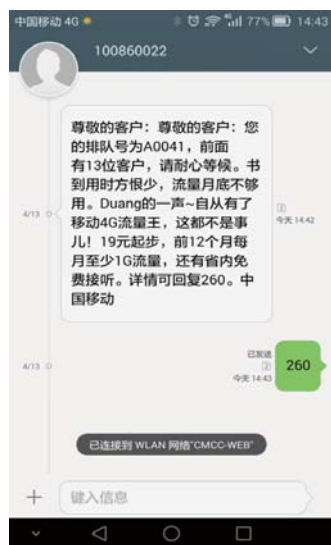 中国移动 4G 77% 14:43
100860022
尊敬的客户：尊敬的客户：您
的排队号为A0041，前面
有13位客户，请耐心等候。书
到用时方恨少，流量月底不够
用。Duang的一声~自从有了
移动4G流量王，这都不是事
儿！19元起步，前12个月每
月至少1G流量，还有省内免
费接听。详情可回复260。中
国移动
4/13
今天 14:42
已发送
4/13
260
今天 14:43
已连接到 WLAN 网络"CMCC-WEB"
键入信息